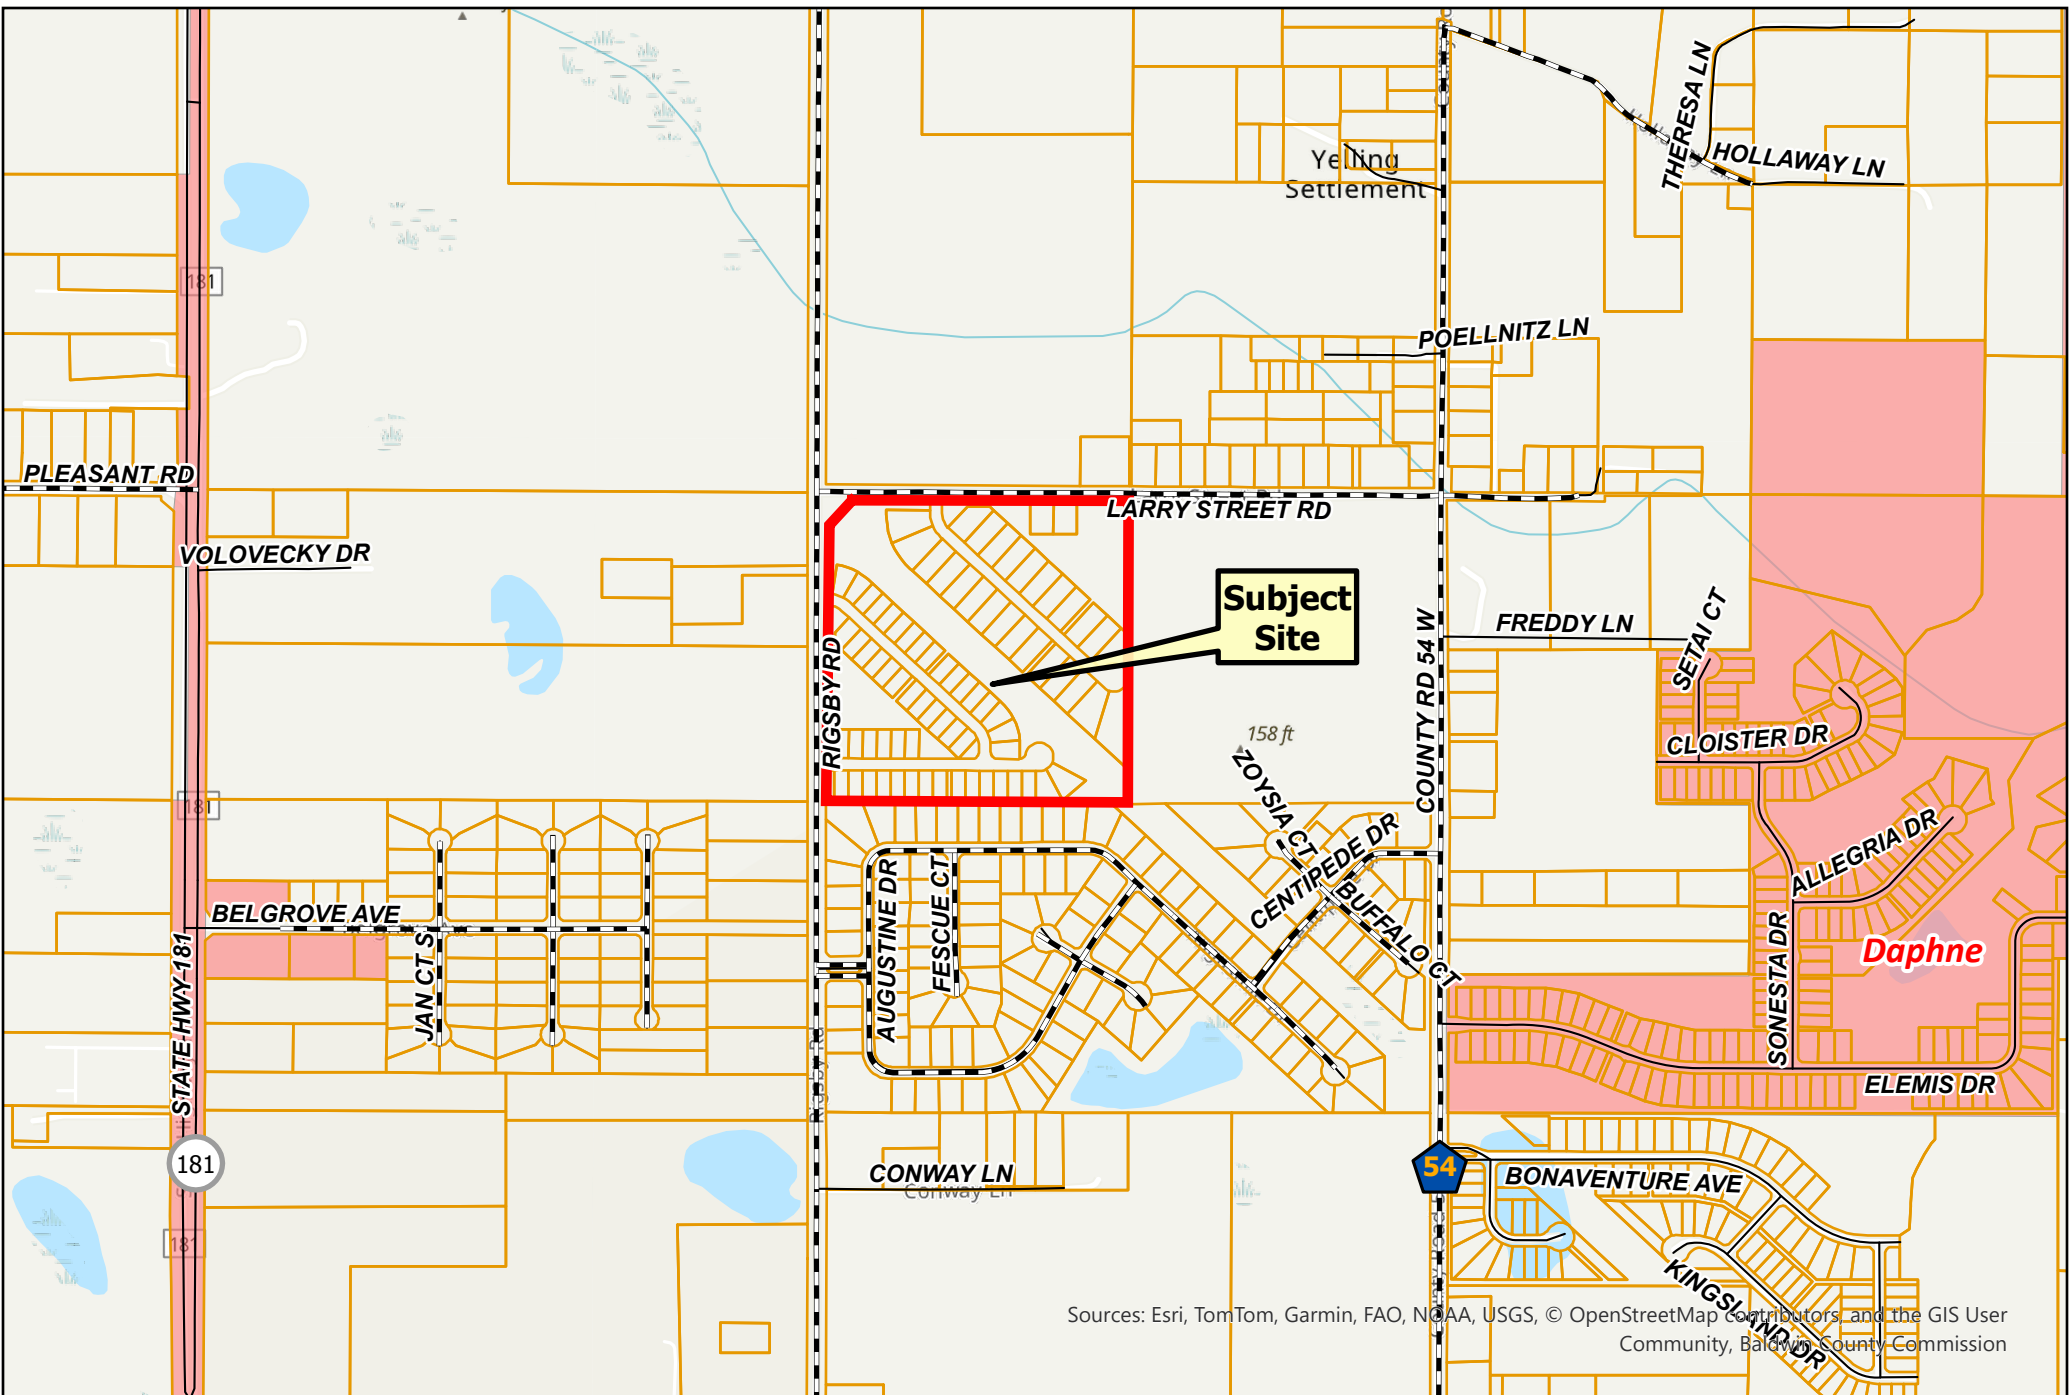 THERESA LN
HOLLAWAY LN
Yelling
Settlement
181
POELLNITZ LN
PLEASANT RD
LARRY STREET RD
VOLOVECKY DR
Subject
Site
FREDDY LN
SETAI CT
RIGSBY RD
COUNTY RD 54 W
158 ft
ZOYSIA CT
CLOISTER DR
181
CENTIPEDE DR
ALLEGRIA DR
BELGROVE AVE
JAN CT S
AUGUSTINE DR
FESCUE CT
BUFFALO CT
SONESTA DR
Daphne
STATE HWY 181
Rigsby Rd
ELEMIS DR
181
CONWAY LN
Conway Ln
54
BONAVENTURE AVE
181
KINGSLAND DR
Sources: Esri, TomTom, Garmin, FAO, NOAA, USGS, © OpenStreetMap contributors, and the GIS User
Community, Baldwin County Commission